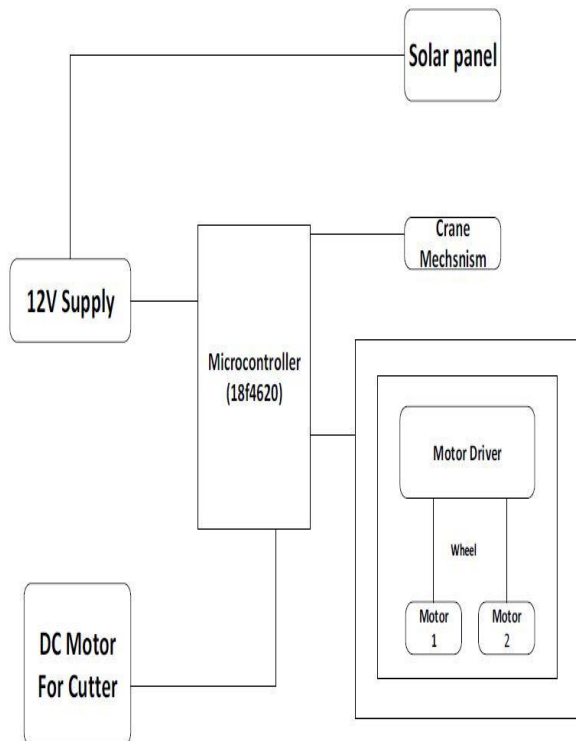 Solar panel
Crane
Mechsnism
12V Supply
Microcontroller
(18f4620)
Motor Driver
Wheel
Motor
1
Motor
2
DC Motor
For Cutter